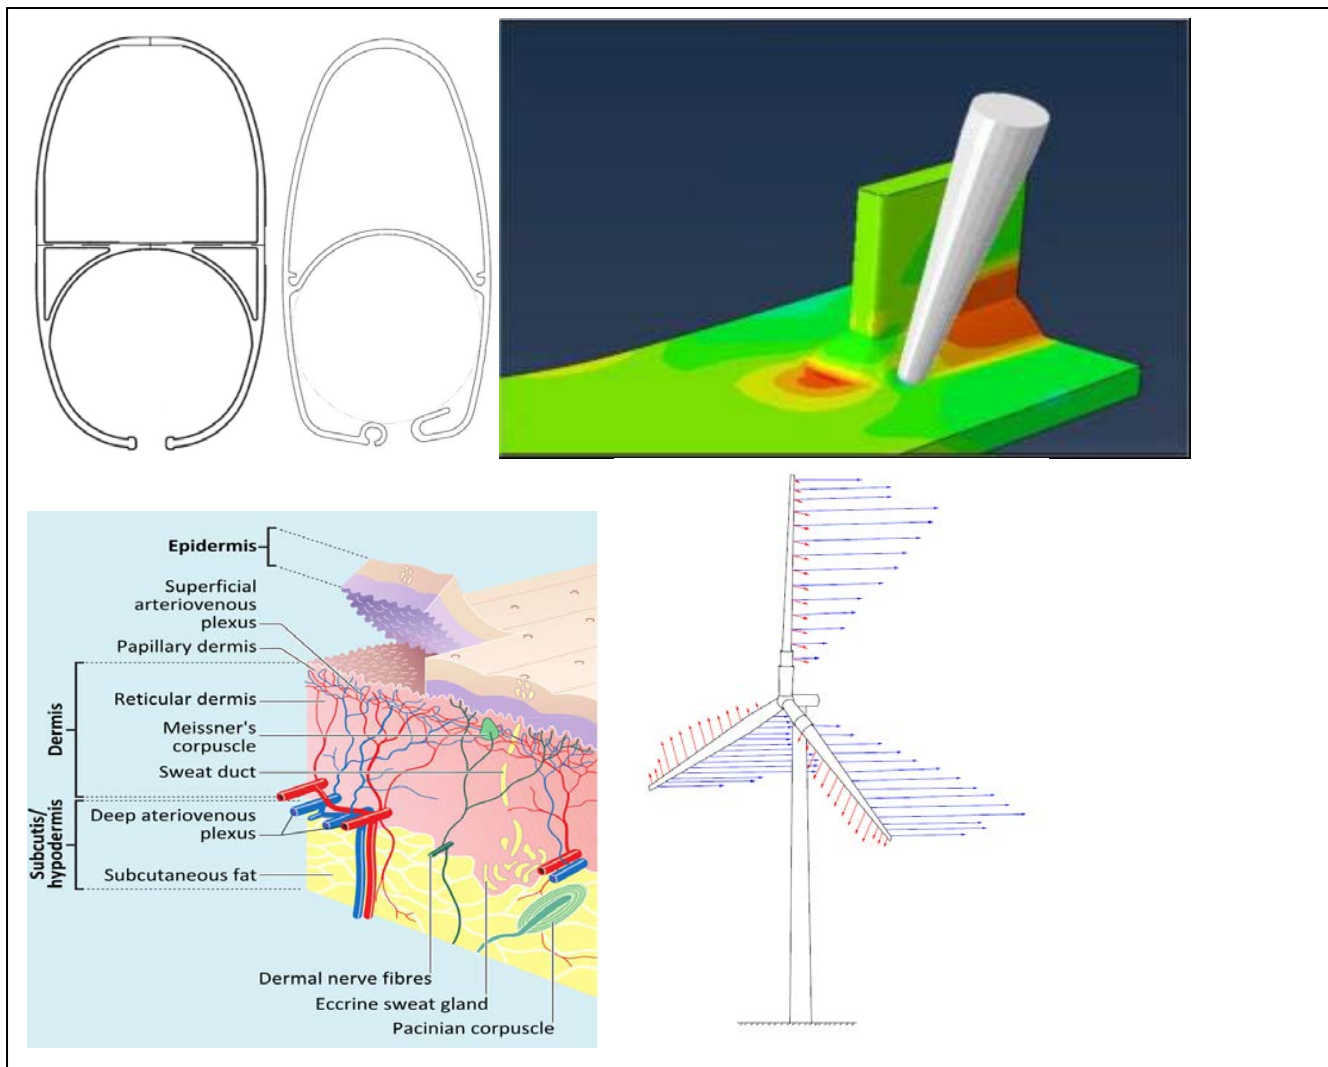 Epidermis
Superficial
arteriovenous
plexus
Papillary dermis
Reticular dermis
Meissner's
corpuscle
Sweat duct
Deep ateriovenous
plexus
Subcutaneous fat
Dermis
Subcutis/
hypodermis
Dermal nerve fibres
Eccrine sweat gland
Pacinian corpuscle